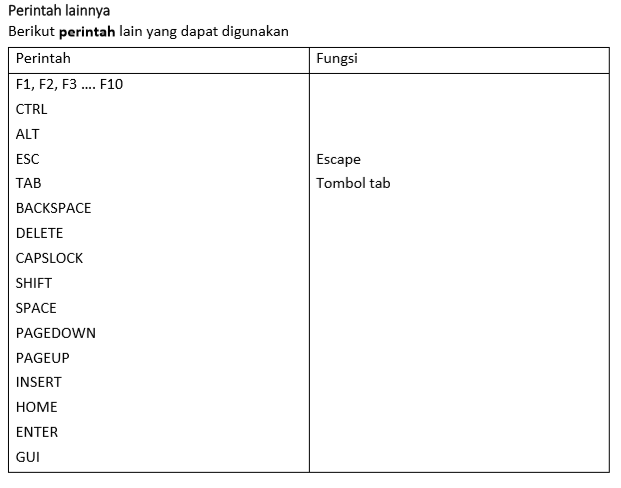 Perintah lainnya
Berikut perintah lain yang dapat digunakan
Perintah Fungsi
F1, F2, F3 .... F10
CTRL
ALT
ESC Escape
TAB Tombol tab
BACKSPACE
DELETE
CAPSLOCK
SHIFT
SPACE
PAGEDOWN
PAGEUP
INSERT
HOME
ENTER
GUI